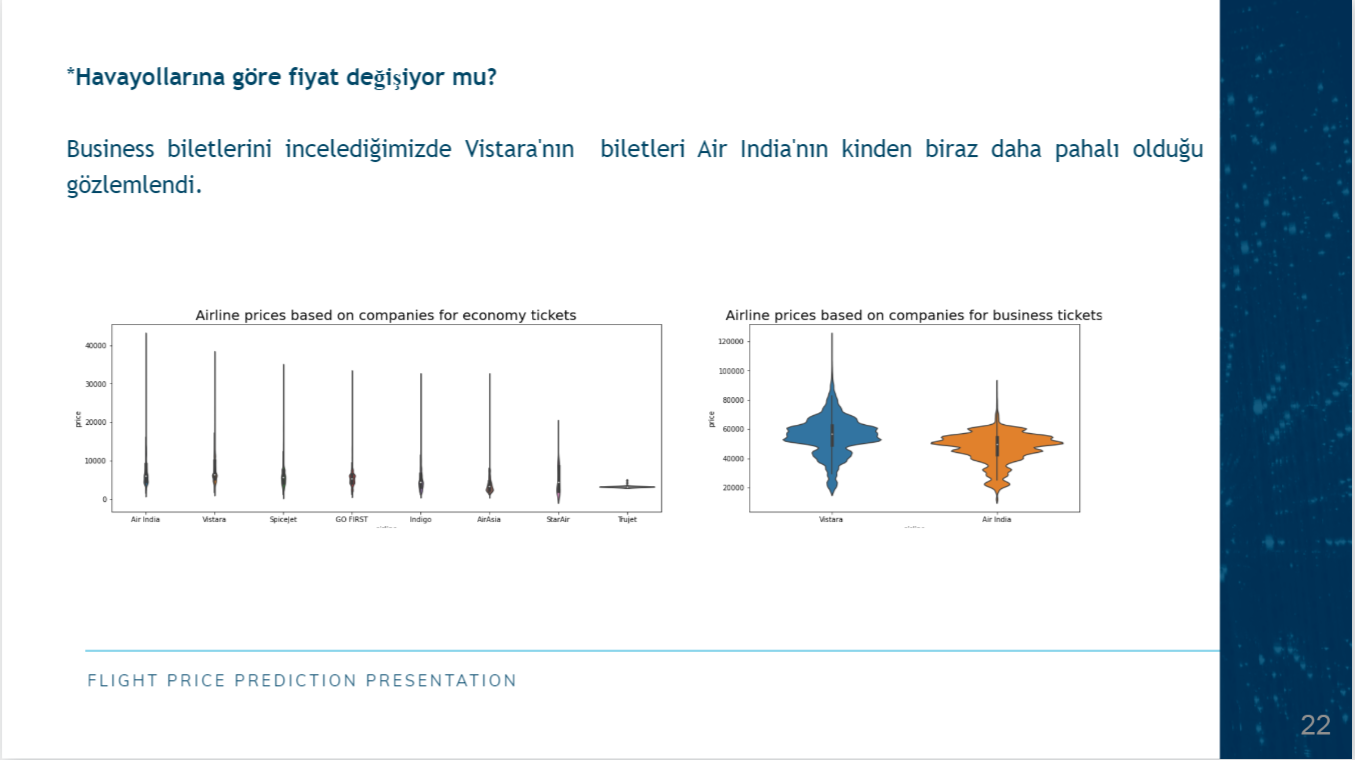 *Havayollarına göre fiyat değişiyor mu?
Business biletlerini incelediğimizde Vistara'nın biletleri Air India'nın kinden biraz daha pahalı olduğu
gözlemlendi.
Airline prices based on companies for economy tickets
40000
30000
20000
10000
0
price
Air India Vistara SpiceJet GO FIRST Indigo AirAsia StarAir Trujet
Airline prices based on companies for business tickets
120000
100000
80000
60000
40000
20000
price
Vistara Air India
FLIGHT PRICE PREDICTION PRESENTATION
22